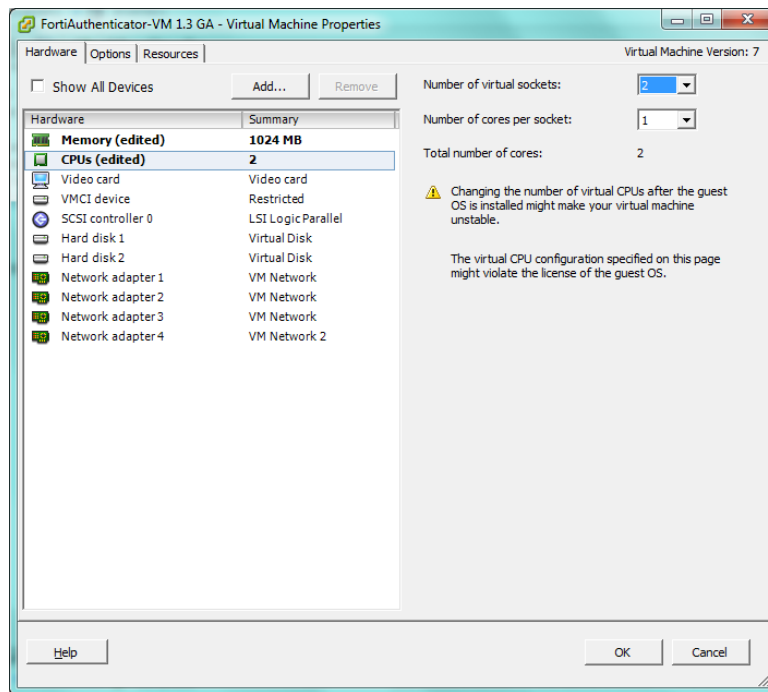 FortiAuthenticator-VM 1.3 GA - Virtual Machine Properties
Hardware Options Resources Virtual Machine Version: 7
Show All Devices Add... Remove
Number of virtual sockets: 2
Hardware Summary
Number of cores per socket: 1
Memory (edited) 1024 MB
CPUs (edited) 2
Total number of cores: 2
Video card Video card
VMCI device Restricted
SCSI controller 0 LSI Logic Parallel
Hard disk 1 Virtual Disk
Hard disk 2 Virtual Disk
Network adapter 1 VM Network
Network adapter 2 VM Network
Network adapter 3 VM Network
Network adapter 4 VM Network 2
Changing the number of virtual CPUs after the guest
OS is installed might make your virtual machine
unstable.
The virtual CPU configuration specified on this page
might violate the license of the guest OS.
Help OK Cancel